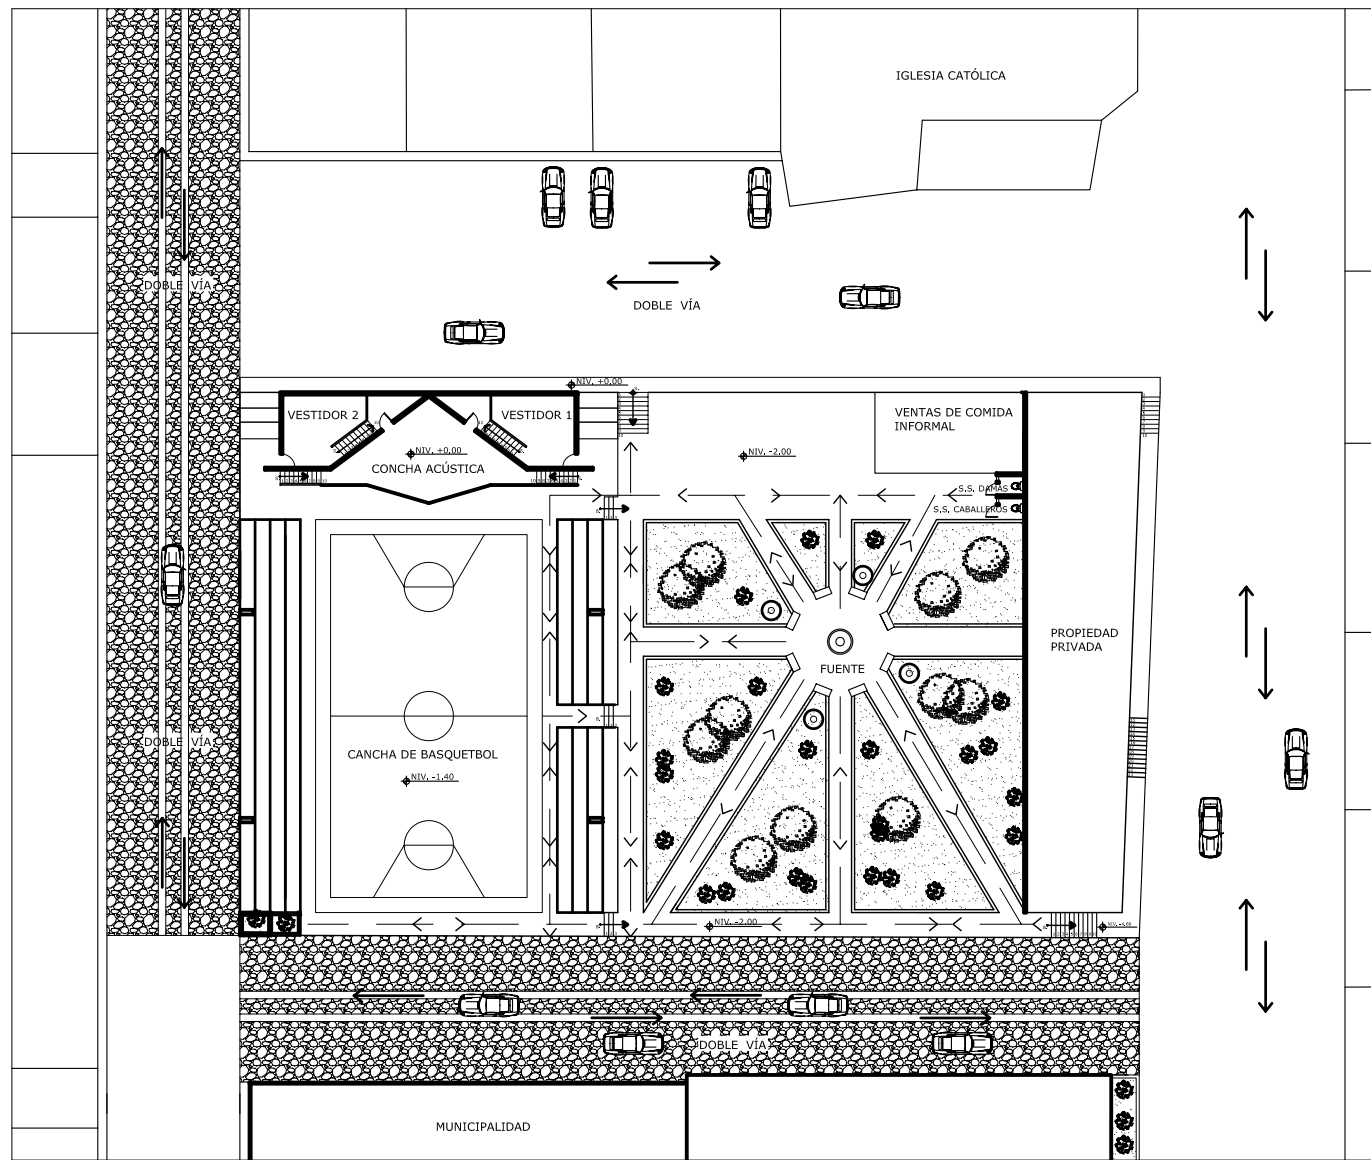 IGLESIA CATÓLICA
DOBLE VÍA
DOBLE VÍA
NIV. +0.00
VESTIDOR 2
VESTIDOR 1
VENTAS DE COMIDA
INFORMAL
NIV. +0.00
NIV. -2.00
CONCHA ACÚSTICA
S.S. DAMAS
S.S. CABALLEROS
PROPIEDAD
PRIVADA
FUENTE
DOBLE VÍA
CANCHA DE BASQUETBOL
NIV. -1.40
NIV. -2.00
DOBLE VÍA
MUNICIPALIDAD